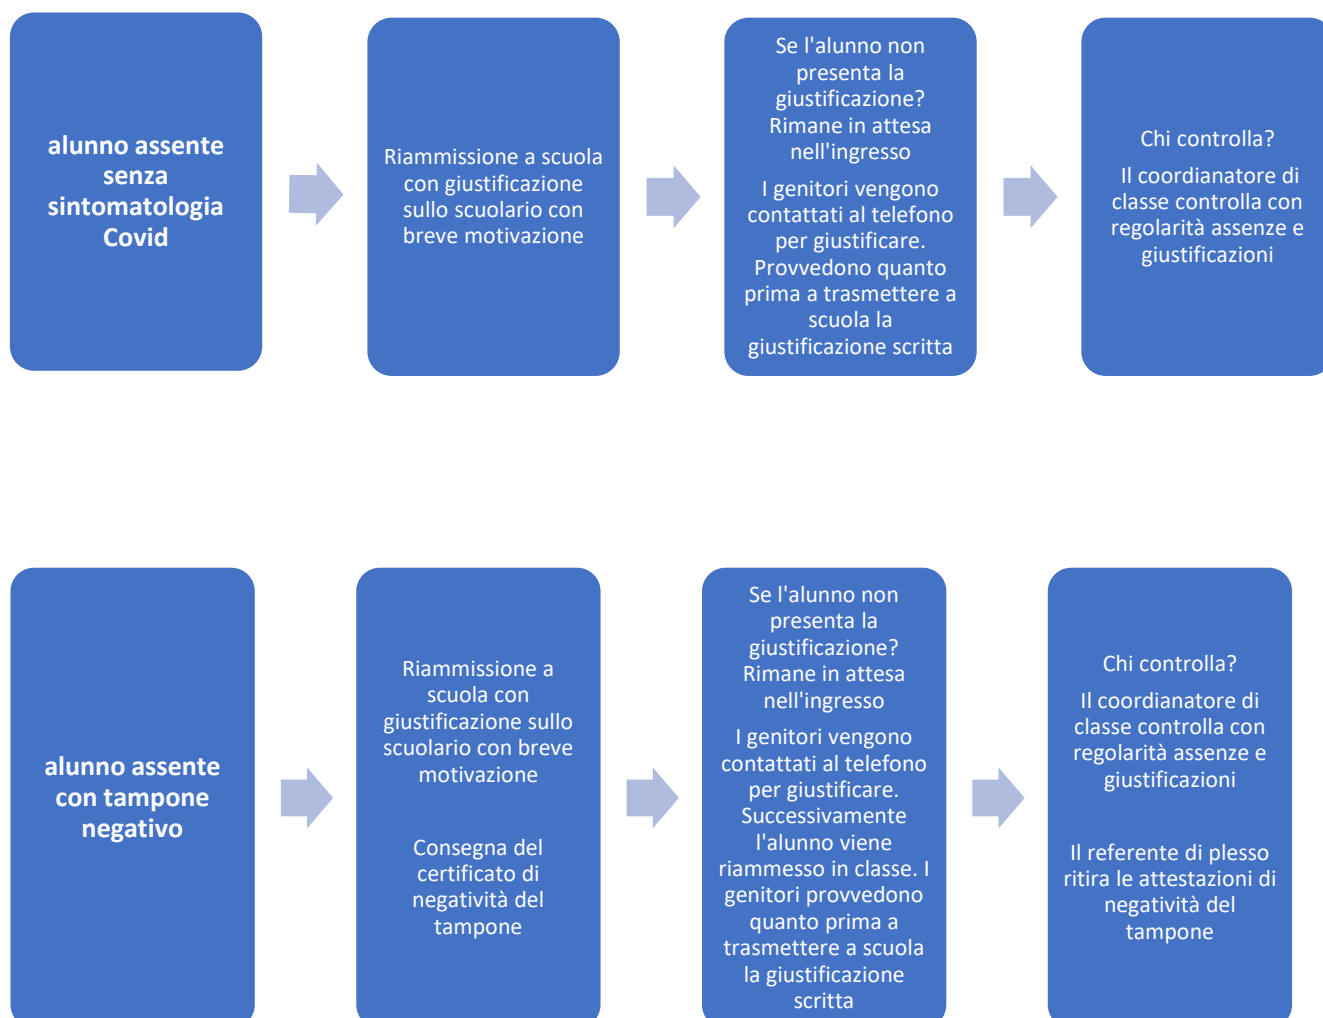 alunno assente
senza
sintomatologia
Covid
Riammissione a scuola
con giustificazione
sullo scuolario con
breve motivazione
Se l'alunno non
presenta la
giustificazione?
Rimane in attesa
nell'ingresso
I genitori vengono
contattati al telefono
per giustificare.
Provvedono quanto
prima a trasmettere a
scuola la
giustificazione scritta
Chi controlla?
Il coordianatore di
classe controlla con
regolarità assenze e
giustificazioni
alunno assente
con tampone
negativo
Riammissione a
scuola con
giustificazione sullo
scuolario con breve
motivazione
Consegna del
certificato di
negatività del
tampone
Se l'alunno non
presenta la
giustificazione?
Rimane in attesa
nell'ingresso
I genitori vengono
contattati al telefono
per giustificare.
Successivamente
l'alunno viene
riammesso in classe. I
genitori provvedono
quanto prima a
trasmettere a scuola
la giustificazione
scritta
Chi controlla?
Il coordianatore di
classe controlla con
regolarità assenze e
giustificazioni
Il referente di plesso
ritira le attestazioni di
negatività del
tampone